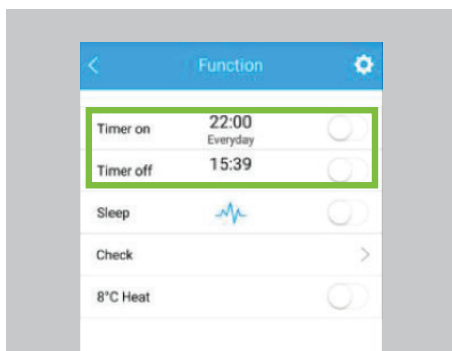 Function
Timer on 22:00
Everyday
Timer off 15:39
Sleep
Check
8°C Heat